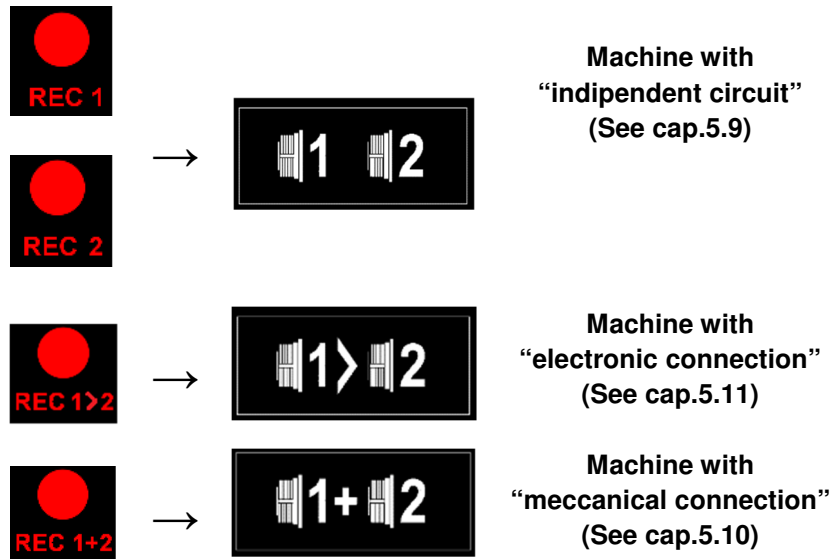 REC 1
REC 2
→
1 2
Machine with
“indipendent circuit”
(See cap.5.9)
REC 1>2
→
1>2
Machine with
“electronic connection”
(See cap.5.11)
REC 1+2
→
1+2
Machine with
“meccanical connection”
(See cap.5.10)